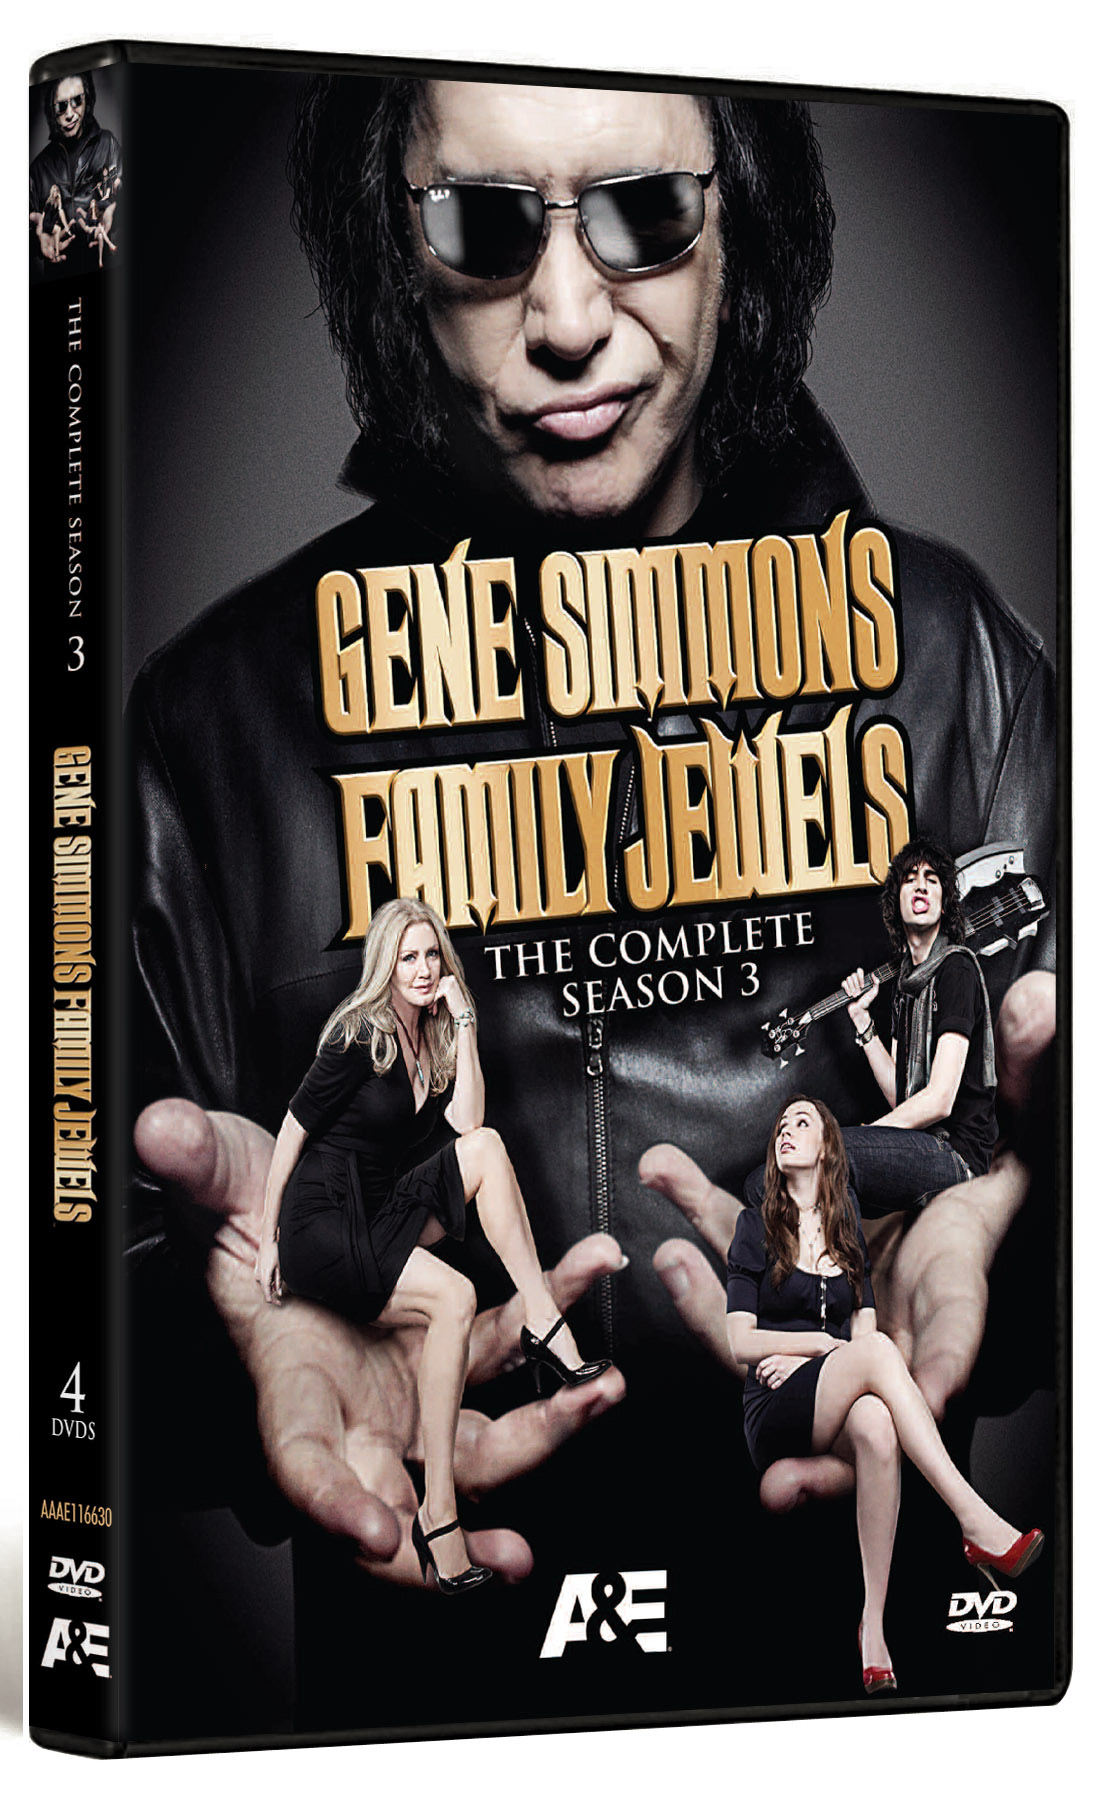 THE COMPLETE SEASON 3
GENE SIMMONS FAMILY JEWELS
4
DVDS
AAAE116630
DVD
VIDEO
A&E
GENE SIMMONS
FAMILY JEWELS
THE COMPLETE
SEASON 3
A&E
DVD
VIDEO